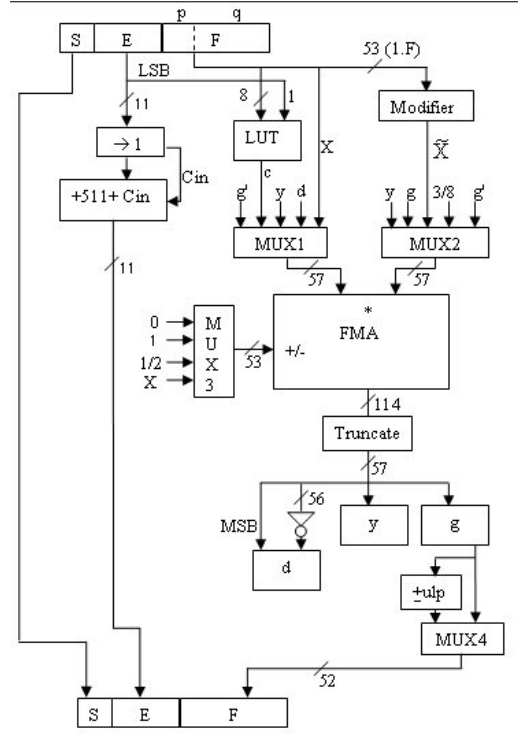 p q
S E F
LSB
53 (1.F)
11
8
1
Modifier
→ 1
LUT
X
X̃
Cin
c
g' y d
y g 3/8 g'
+511+ Cin
MUX1
MUX2
11
57
57
*
FMA
+/-
0
1
1/2
X
M
U
X
3
53
114
Truncate
57
56
MSB
y
g
d
±ulp
MUX4
52
S E F